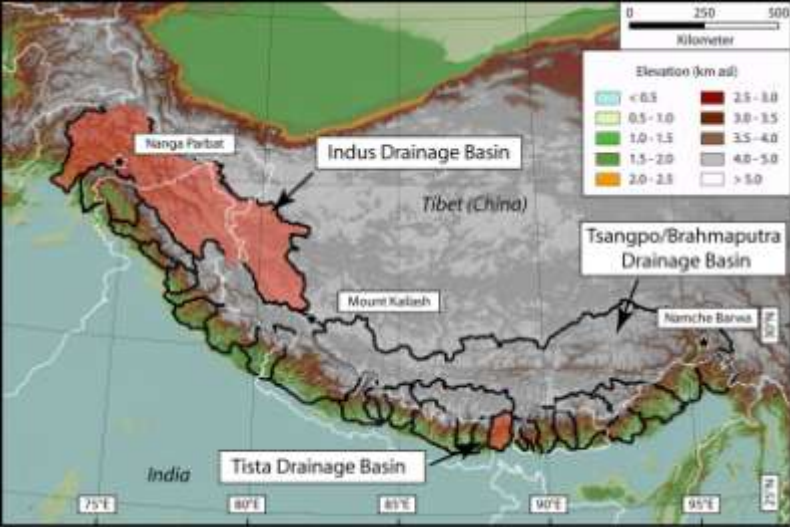 0 250 500
Kilometer
Elevation (km asl)
< 0.5
0.5 - 1.0
1.0 - 1.5
1.5 - 2.0
2.0 - 2.5
2.5 - 3.0
3.0 - 3.5
3.5 - 4.0
4.0 - 5.0
> 5.0
Nanga Parbat
Indus Drainage Basin
Tibet (China)
Tsangpo/Brahmaputra
Drainage Basin
Mount Kailash
Namche Barwa
30°N
Tista Drainage Basin
India
25°N
75°E 80°E 85°E 90°E 95°E